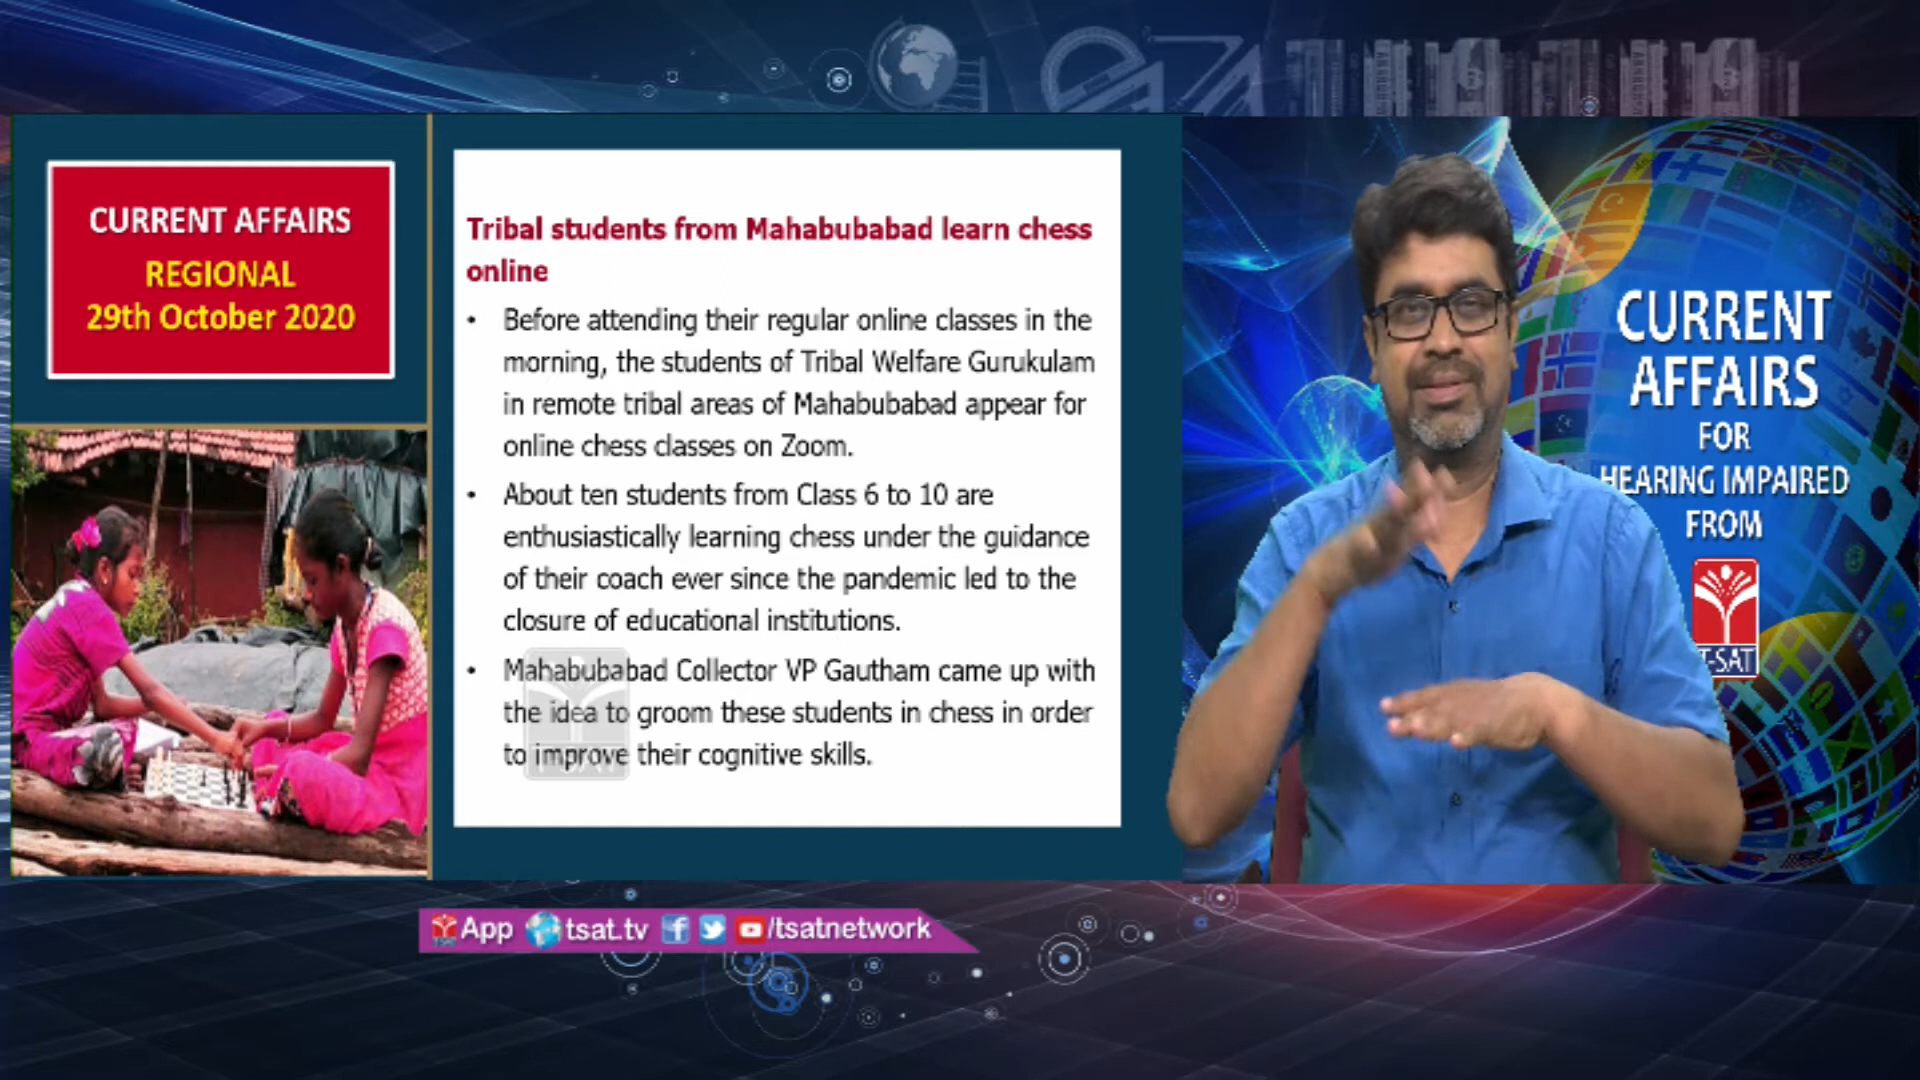 CURRENT AFFAIRS
REGIONAL
29th October 2020
Tribal students from Mahabubabad learn chess
online
• Before attending their regular online classes in the
morning, the students of Tribal Welfare Gurukulam
in remote tribal areas of Mahabubabad appear for
online chess classes on Zoom.
• About ten students from Class 6 to 10 are
enthusiastically learning chess under the guidance
of their coach ever since the pandemic led to the
closure of educational institutions.
• Mahabubabad Collector VP Gautham came up with
the idea to groom these students in chess in order
to improve their cognitive skills.
CURRENT
AFFAIRS
FOR
HEARING IMPAIRED
FROM
T-SAT
App tsat.tv /tsatnetwork